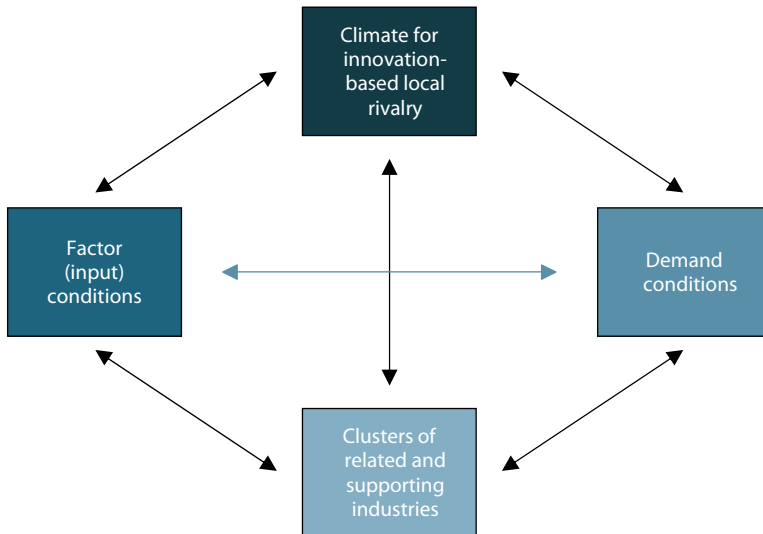 Climate for
innovation-
based local
rivalry
Factor
(input)
conditions
Demand
conditions
Clusters of
related and
supporting
industries